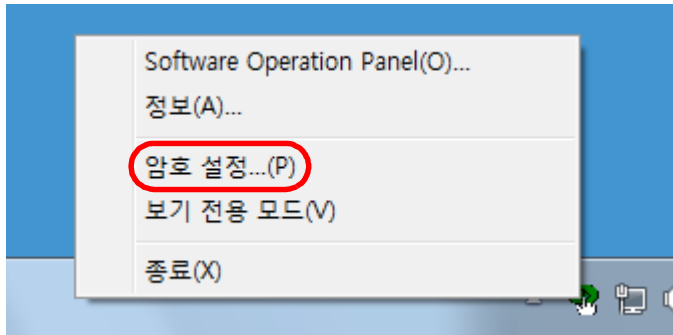 Software Operation Panel(O)...
정보(A)...
암호 설정...(P)
보기 전용 모드(V)
종료(X)